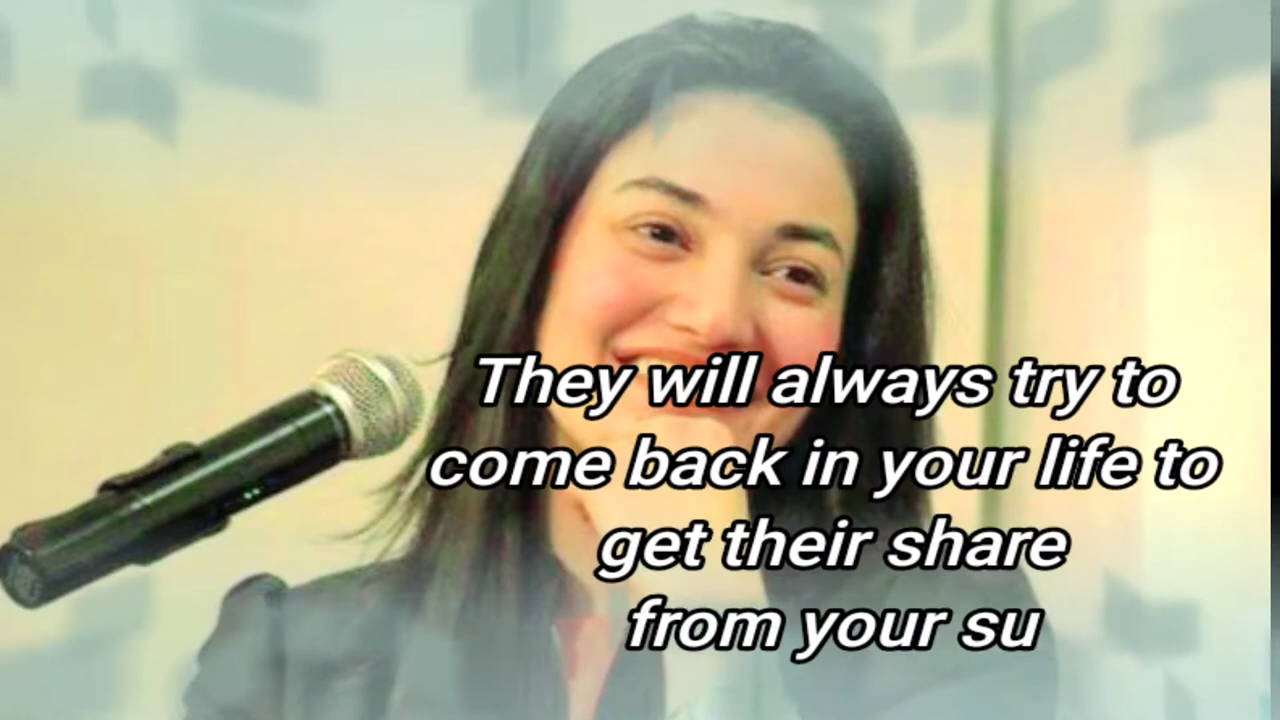 They will always try to
come back in your life to
get their share
from your su